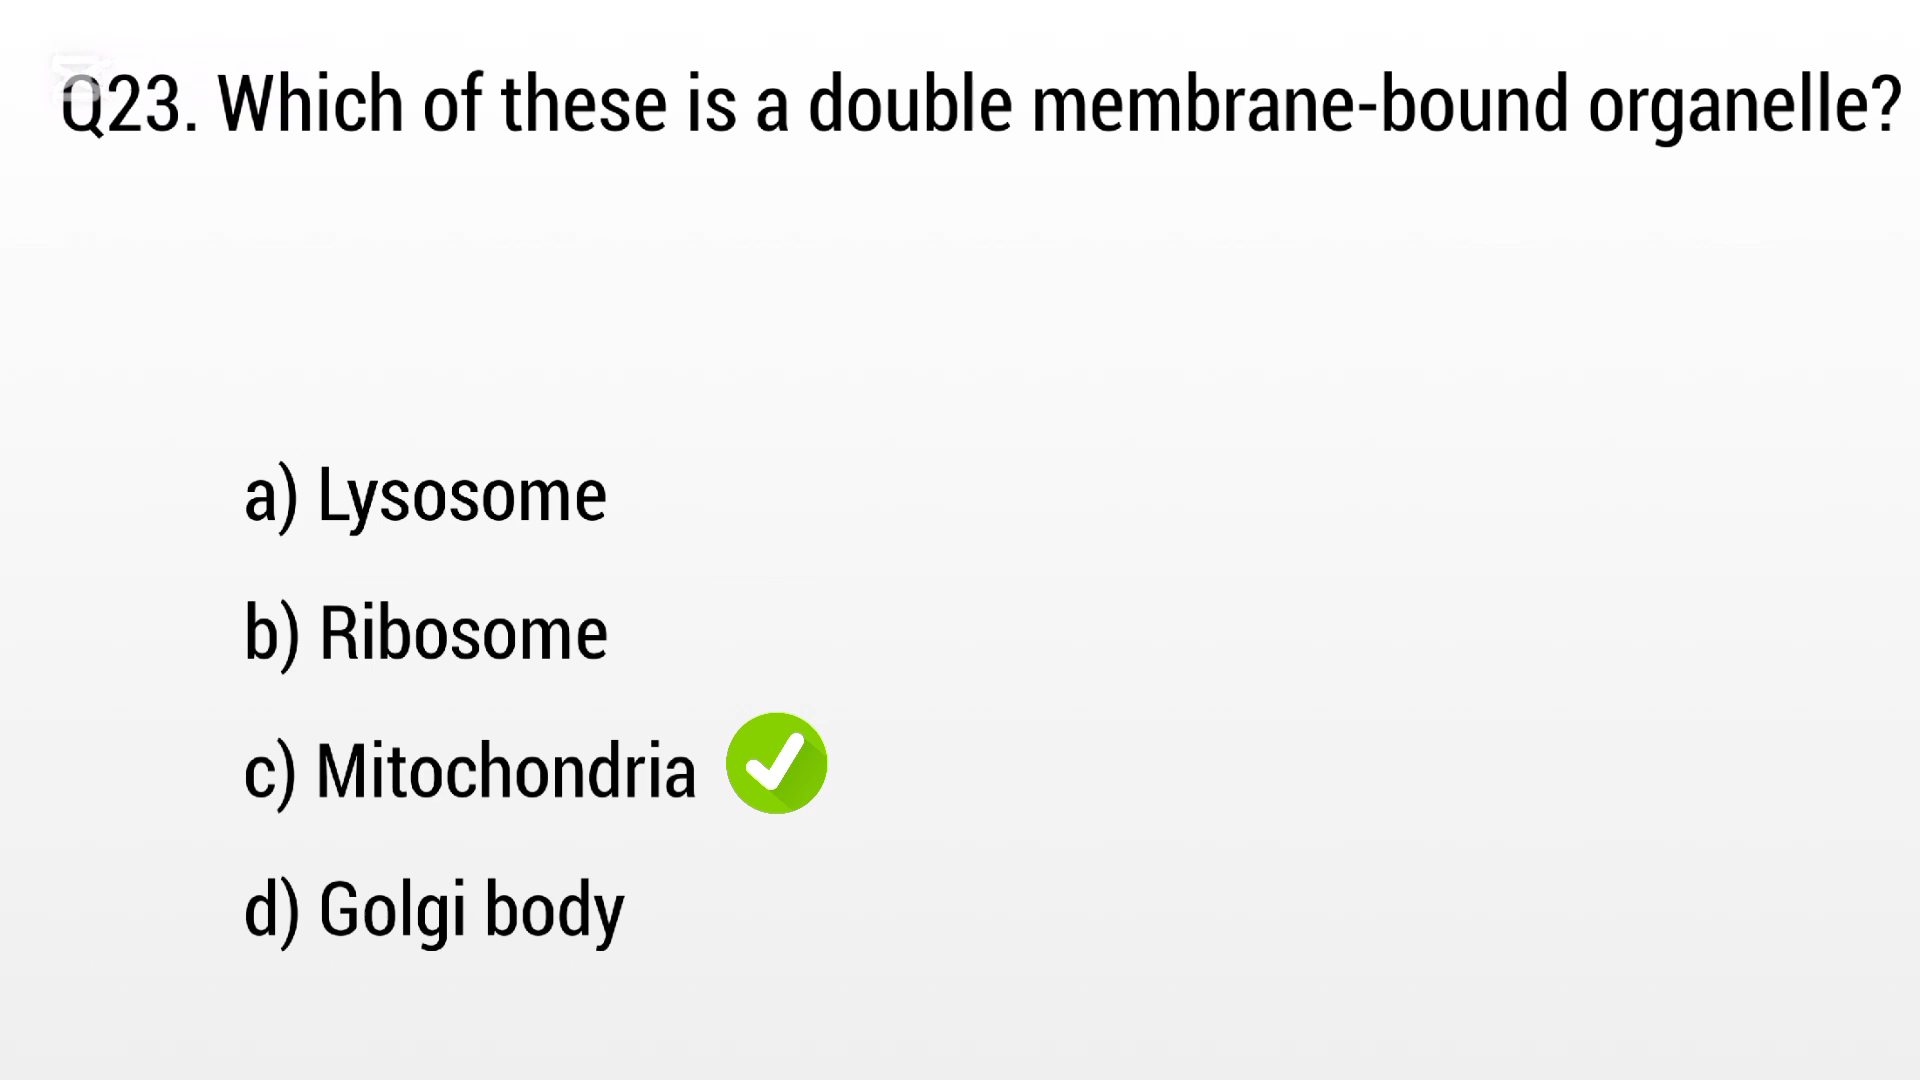 Q23. Which of these is a double membrane-bound organelle?
a) Lysosome
b) Ribosome
c) Mitochondria
d) Golgi body